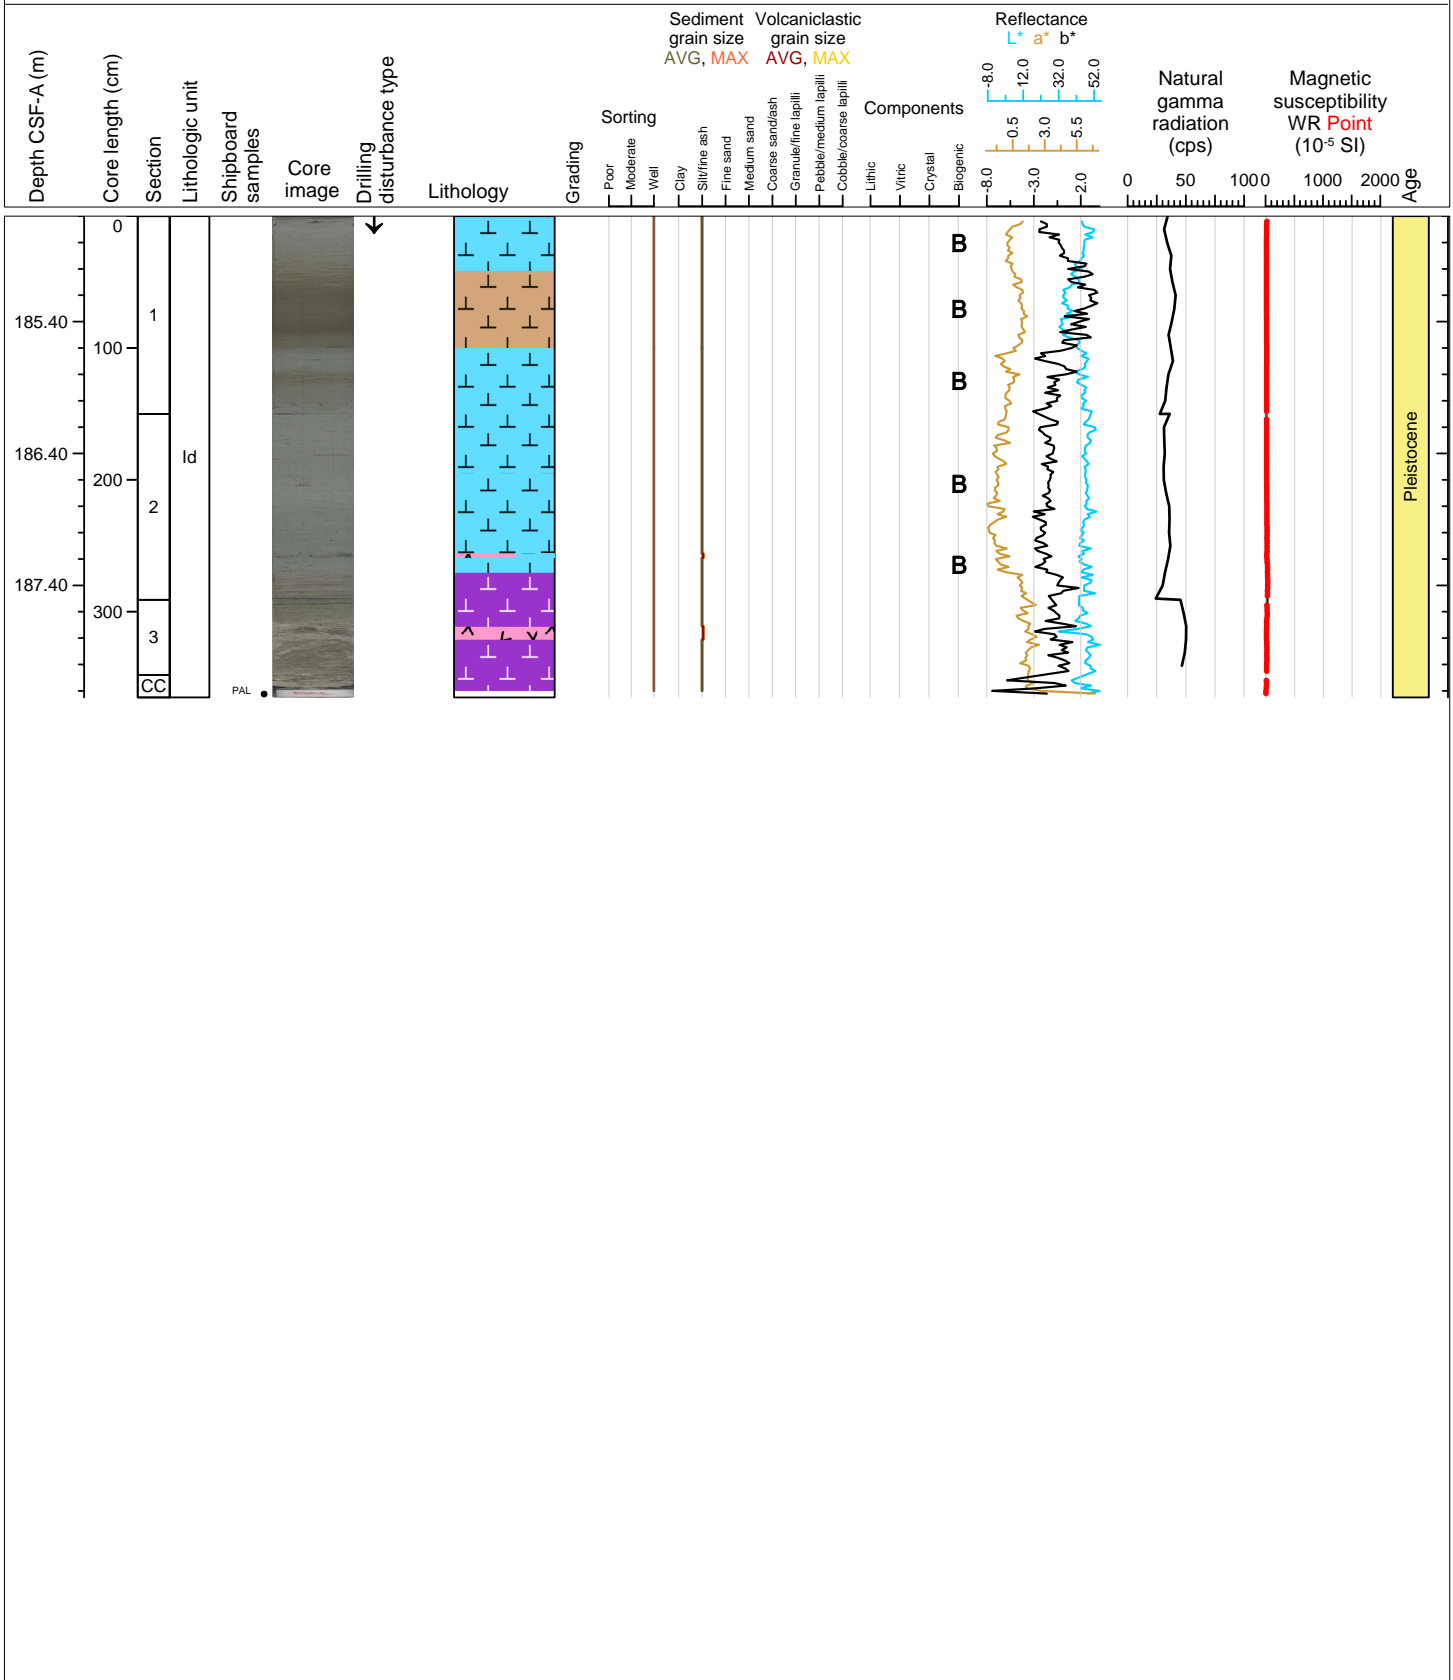 Depth CSF-A (m)
Core length (cm)
Section
Lithologic unit
Shipboard
samples
Core
image
Drilling
disturbance type
Lithology
Grading
Sorting
Poor
Moderate
Well
Sediment
grain size
AVG, MAX
Volcaniclastic
grain size
AVG, MAX
Clay
Silt/fine ash
Fine sand
Medium sand
Coarse sand/ash
Granule/fine lapilli
Pebble/medium lapilli
Cobble/coarse lapilli
Components
Lithic
Vitric
Crystal
Biogenic
Reflectance
L* a* b*
-8.0 12.0 32.0 52.0
0.5 3.0 5.5
-8.0 -3.0 2.0
Natural
gamma
radiation
(cps)
0 50 100
Magnetic
susceptibility
WR Point
(10⁻⁵ SI)
0 1000 2000
Age
0
B
B
185.40
1
100
B
186.40
Id
200
B
2
B
187.40
300
3
CC
PAL
Pleistocene